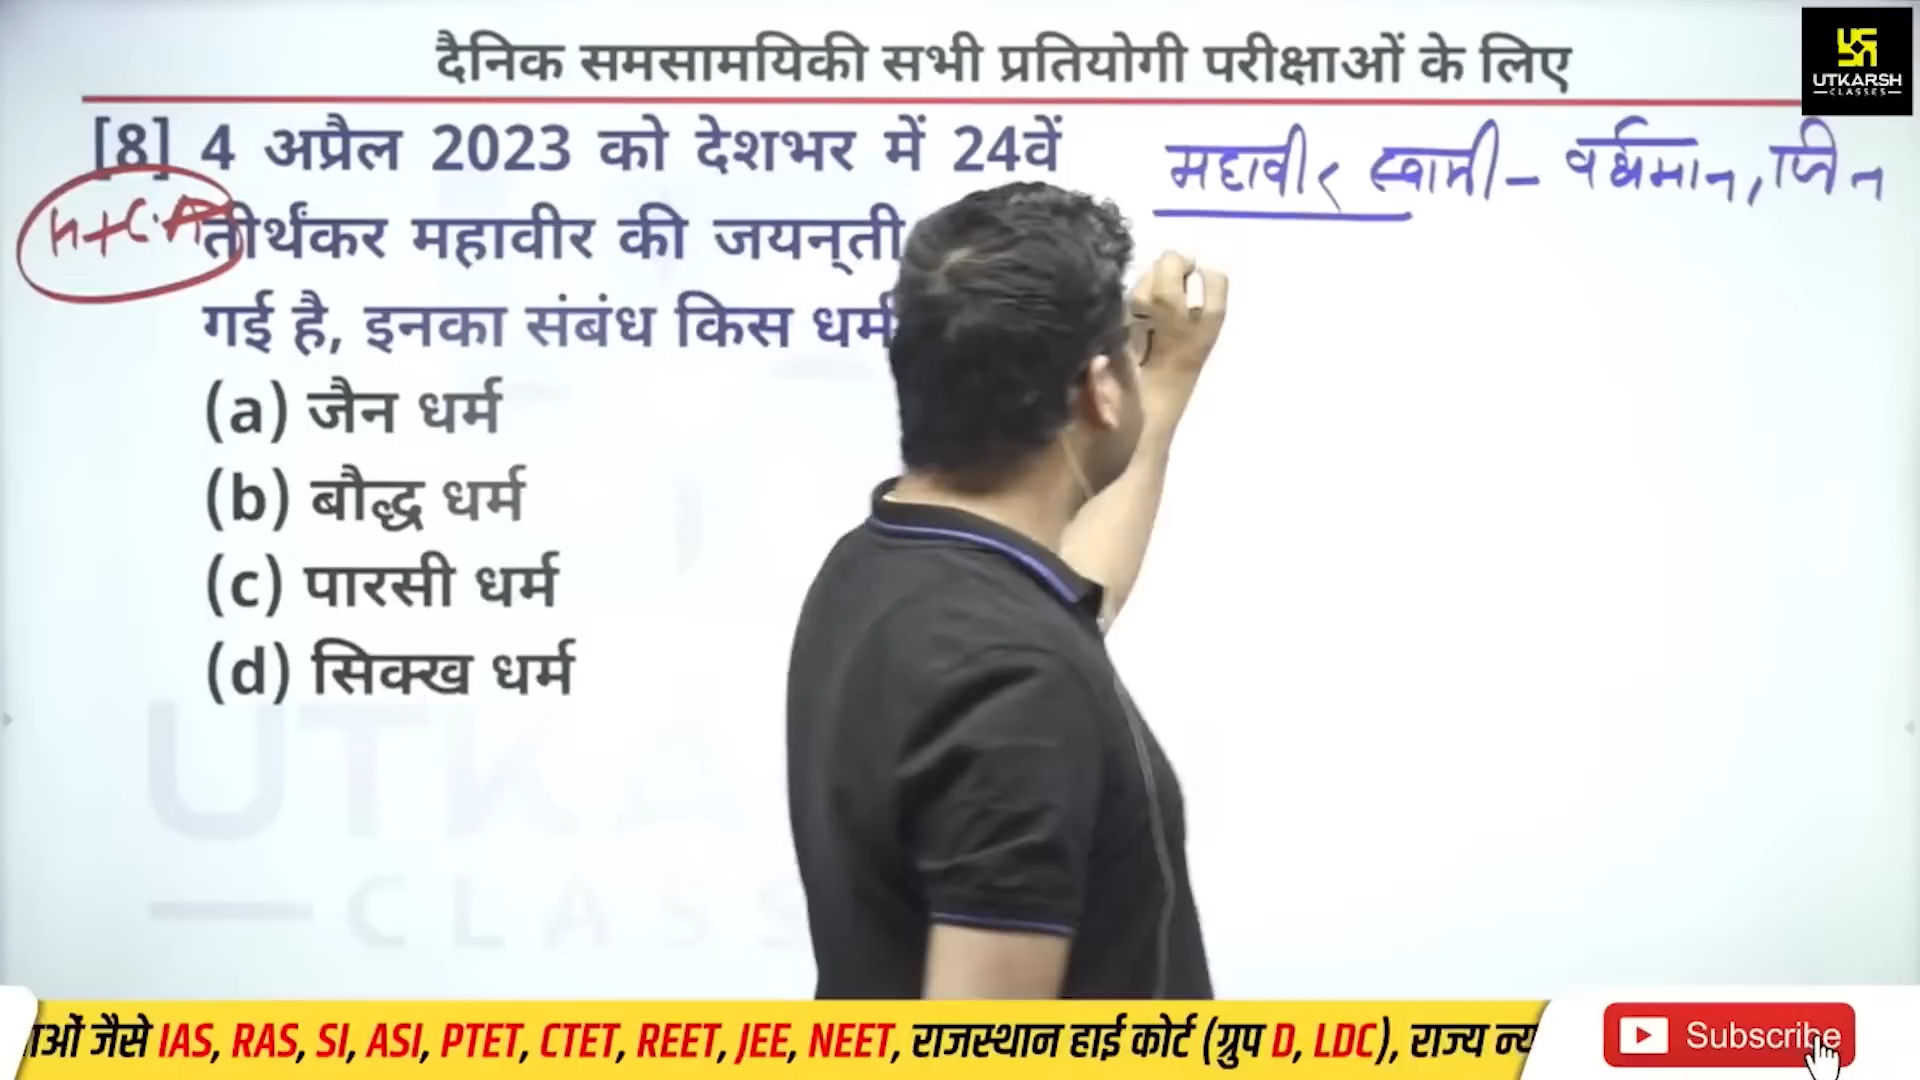 दैनिक समसामयिकी सभी प्रतियोगी परीक्षाओं के लिए
UTKARSH
CLASSES
[8] 4 अप्रैल 2023 को देशभर में 24वें
महावीर स्वामी - वर्धमान, जिन
H+C.A
तीर्थंकर महावीर की जयन्‌ती
गई है, इनका संबंध किस धर्म
(a) जैन धर्म
(b) बौद्ध धर्म
(c) पारसी धर्म
(d) सिक्ख धर्म
UTK
CLASS
जैसे IAS, RAS, SI, ASI, PTET, CTET, REET, JEE, NEET, राजस्थान हाई कोर्ट (ग्रुप D, LDC), राज्य
Subscribe